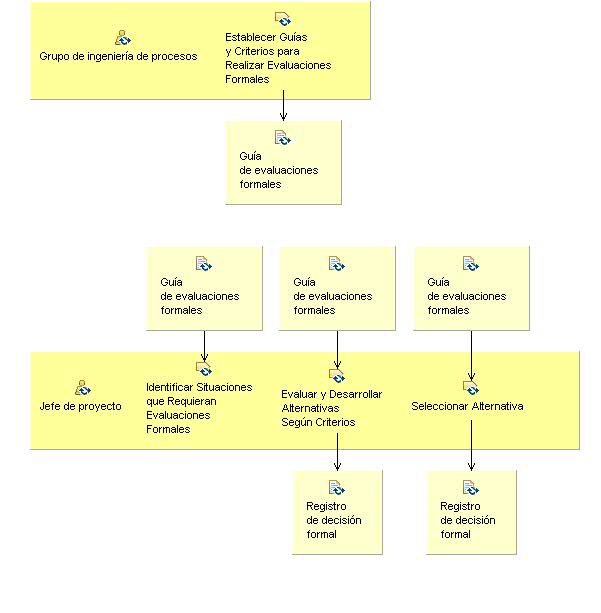 Grupo de ingeniería de procesos
Establecer Guías
y Criterios para
Realizar Evaluaciones
Formales
Guía
de evaluaciones
formales
Guía
de evaluaciones
formales
Guía
de evaluaciones
formales
Guía
de evaluaciones
formales
Jefe de proyecto
Identificar Situaciones
que Requieran
Evaluaciones
Formales
Evaluar y Desarrollar
Alternativas
Según Criterios
Seleccionar Alternativa
Registro
de decisión
formal
Registro
de decisión
formal